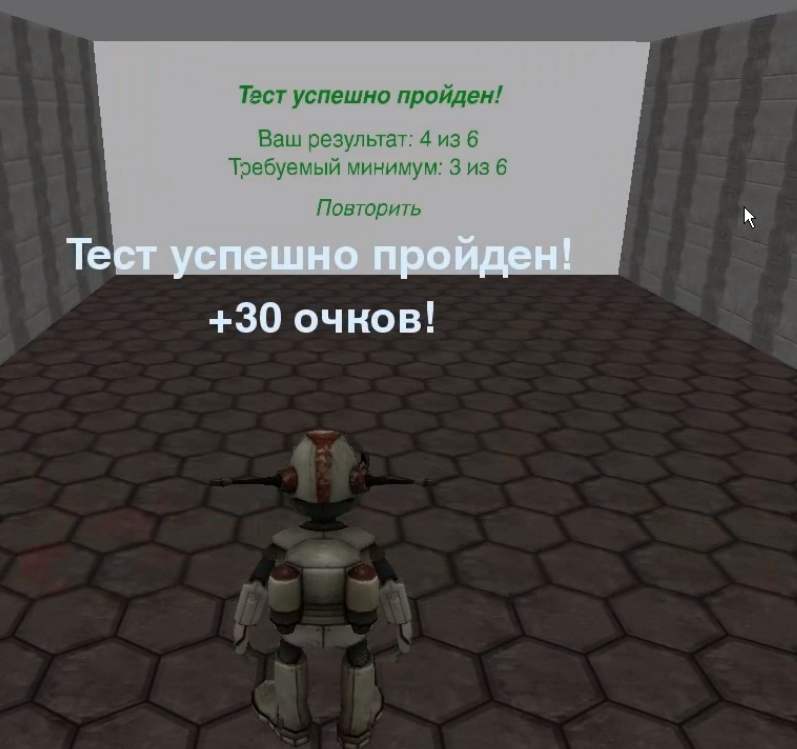 Тест успешно пройден!
Ваш результат: 4 из 6
Требуемый минимум: 3 из 6
Повторить
Тест успешно пройден!
+30 очков!